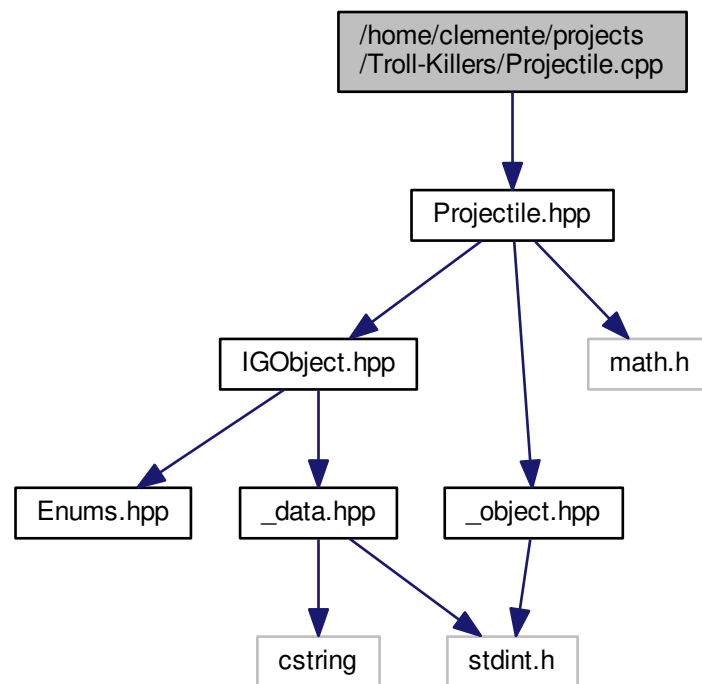 /home/clemente/projects
/Troll-Killers/Projectile.cpp
Projectile.hpp
IGObject.hpp
math.h
Enums.hpp
_data.hpp
_object.hpp
cstring
stdint.h